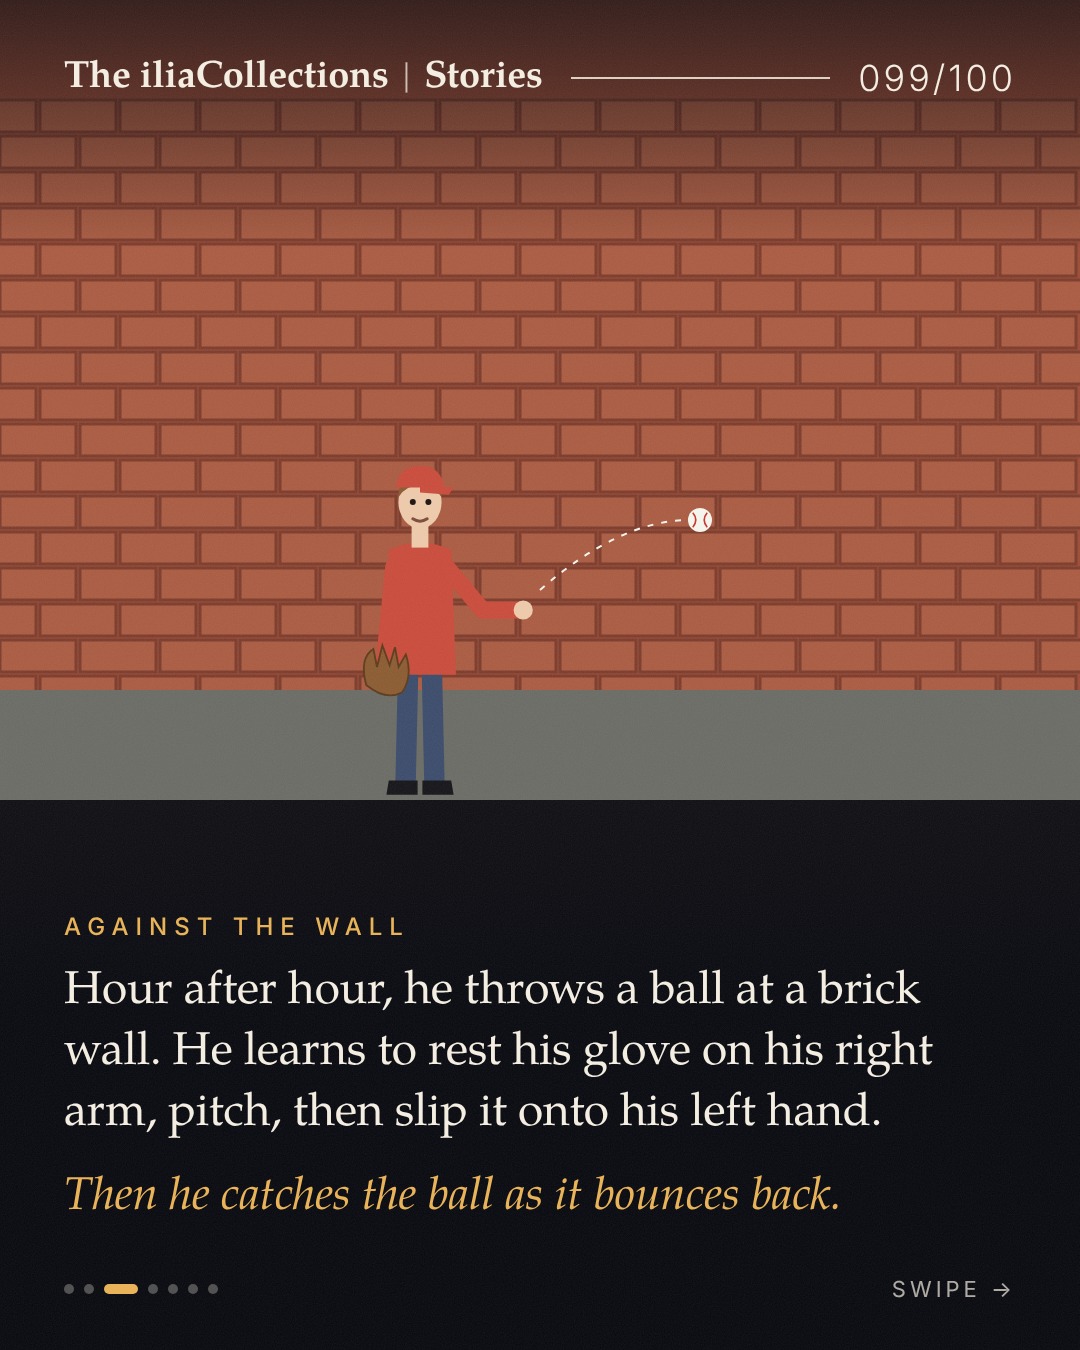 The iliaCollections | Stories 099/100
AGAINST THE WALL
Hour after hour, he throws a ball at a brick
wall. He learns to rest his glove on his right
arm, pitch, then slip it onto his left hand.
Then he catches the ball as it bounces back.
SWIPE →